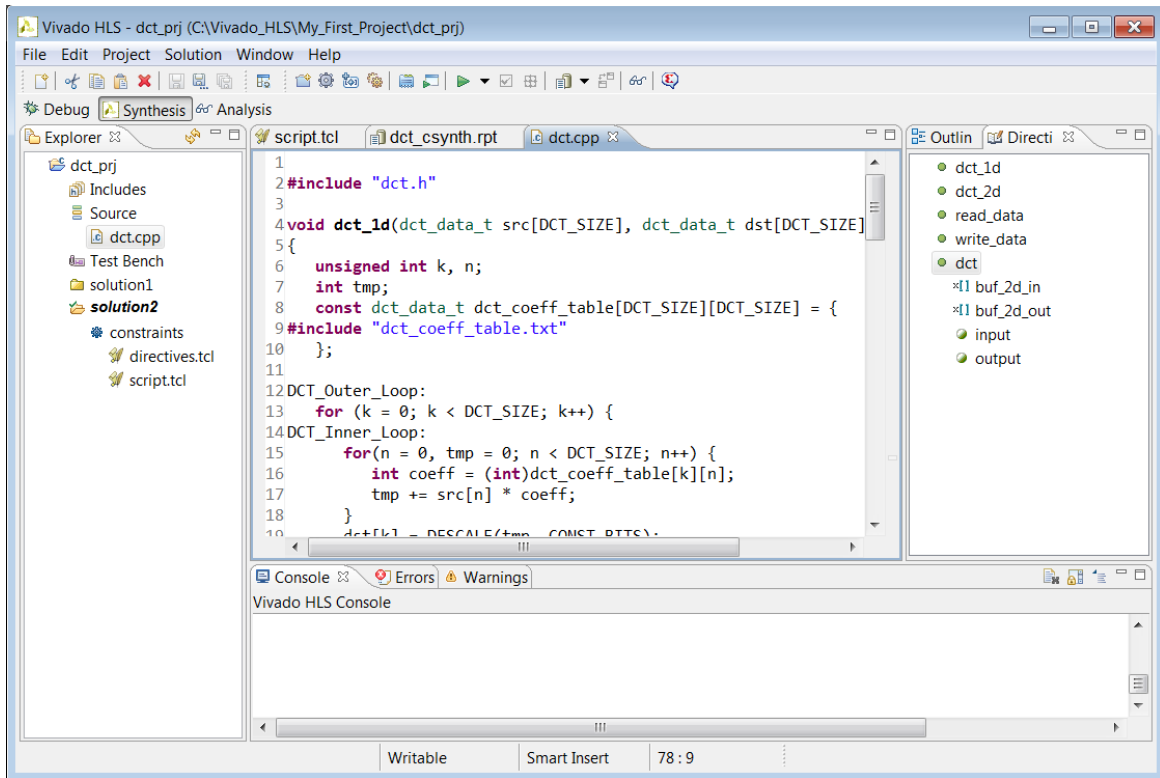 Vivado HLS - dct_prj (C:\Vivado_HLS\My_First_Project\dct_prj)
File Edit Project Solution Window Help
Debug Synthesis Analysis
Explorer
dct_prj
Includes
Source
dct.cpp
Test Bench
solution1
solution2
constraints
directives.tcl
script.tcl
script.tcl dct_csynth.rpt dct.cpp
1
2 #include "dct.h"
3
4 void dct_1d(dct_data_t src[DCT_SIZE], dct_data_t dst[DCT_SIZE]
5 {
6    unsigned int k, n;
7    int tmp;
8    const dct_data_t dct_coeff_table[DCT_SIZE][DCT_SIZE] = {
9 #include "dct_coeff_table.txt"
10    };
11
12 DCT_Outer_Loop:
13    for (k = 0; k < DCT_SIZE; k++) {
14 DCT_Inner_Loop:
15       for(n = 0, tmp = 0; n < DCT_SIZE; n++) {
16          int coeff = (int)dct_coeff_table[k][n];
17          tmp += src[n] * coeff;
18       }
19       dst[k] = DESCALE(tmp, CONST_BITS);
Outlin Directi
dct_1d
dct_2d
read_data
write_data
dct
buf_2d_in
buf_2d_out
input
output
Console Errors Warnings
Vivado HLS Console
Writable Smart Insert 78 : 9